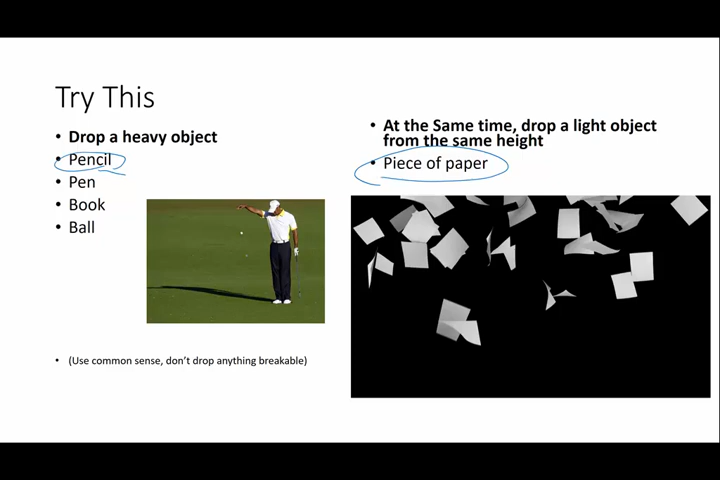 Try This
• Drop a heavy object
• Pencil
• Pen
• Book
• Ball
• (Use common sense, don't drop anything breakable)
• At the Same time, drop a light object
from the same height
• Piece of paper